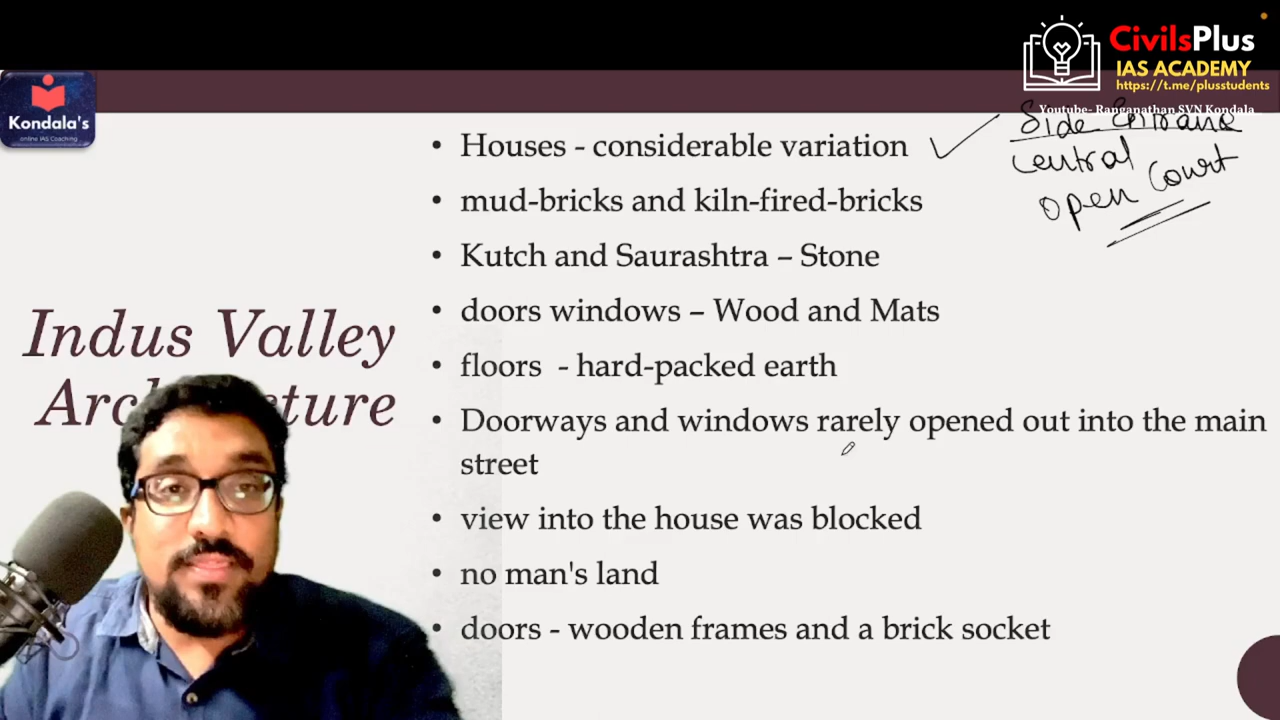 CivilsPlus
IAS ACADEMY
https://t.me/plusstudents
Youtube- Ranganathan SVN Kondala
Kondala's
online IAS Coaching
Side Entrance
central
open Court
Indus Valley
Arc ture
• Houses - considerable variation
• mud-bricks and kiln-fired-bricks
• Kutch and Saurashtra – Stone
• doors windows – Wood and Mats
• floors - hard-packed earth
• Doorways and windows rarely opened out into the main
street
• view into the house was blocked
• no man's land
• doors - wooden frames and a brick socket